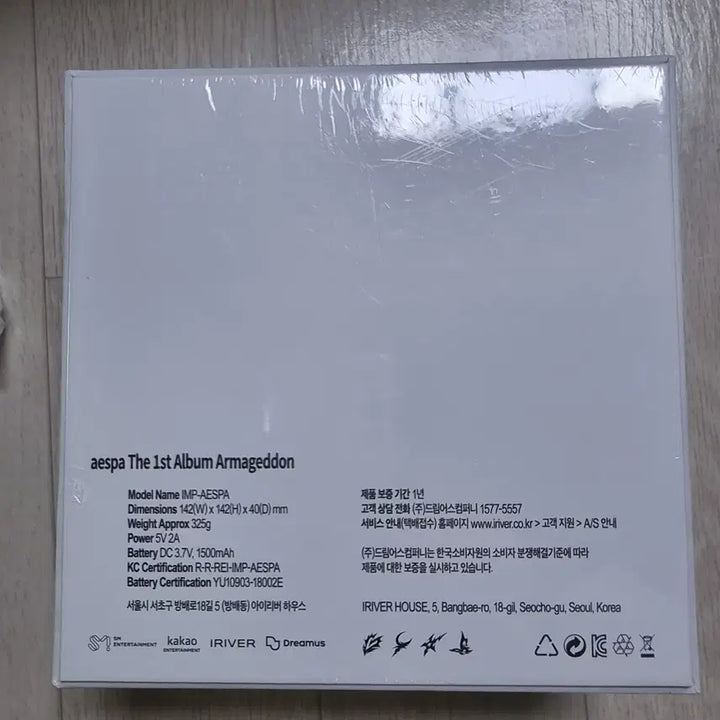 aespa The 1st Album Armageddon
Model Name IMP-AESPA
Dimensions 142(W) x 142(H) x 40(D) mm
Weight Approx 325g
Power 5V 2A
Battery DC 3.7V, 1500mAh
KC Certification R-R-REI-IMP-AESPA
Battery Certification YU10903-18002E
서울시 서초구 방배로18길 5 (방배동) 아이리버 하우스
제품 보증 기간 1년
고객 상담 전화 (주)드림어스컴퍼니 1577-5557
서비스 안내(택배접수) 홈페이지 www.iriver.co.kr > 고객 지원 > A/S 안내
(주)드림어스컴퍼니는 한국소비자원의 소비자 분쟁해결기준에 따라
제품에 대한 보증을 실시하고 있습니다.
IRIVER HOUSE, 5, Bangbae-ro, 18-gil, Seocho-gu, Seoul, Korea
SM ENTERTAINMENT kakao ENTERTAINMENT IRIVER Dreamus